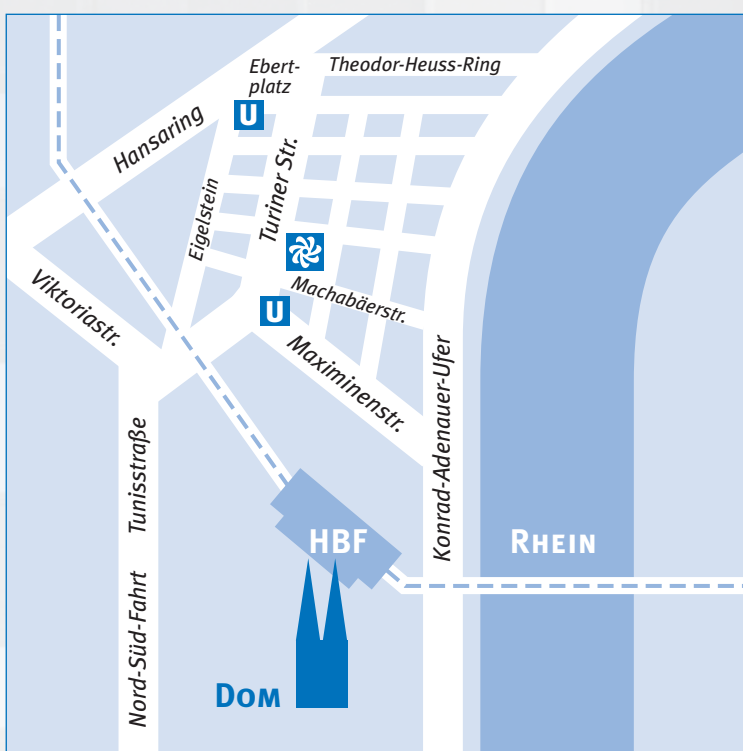 Ebert-
platz
Theodor-Heuss-Ring
U
Hansaring
Turiner Str.
Eigelstein
Viktoriastr.
Machabäerstr.
U
Maximinenstr.
Konrad-Adenauer-Ufer
Tunisstraße
HBF
RHEIN
Nord-Süd-Fahrt
DOM